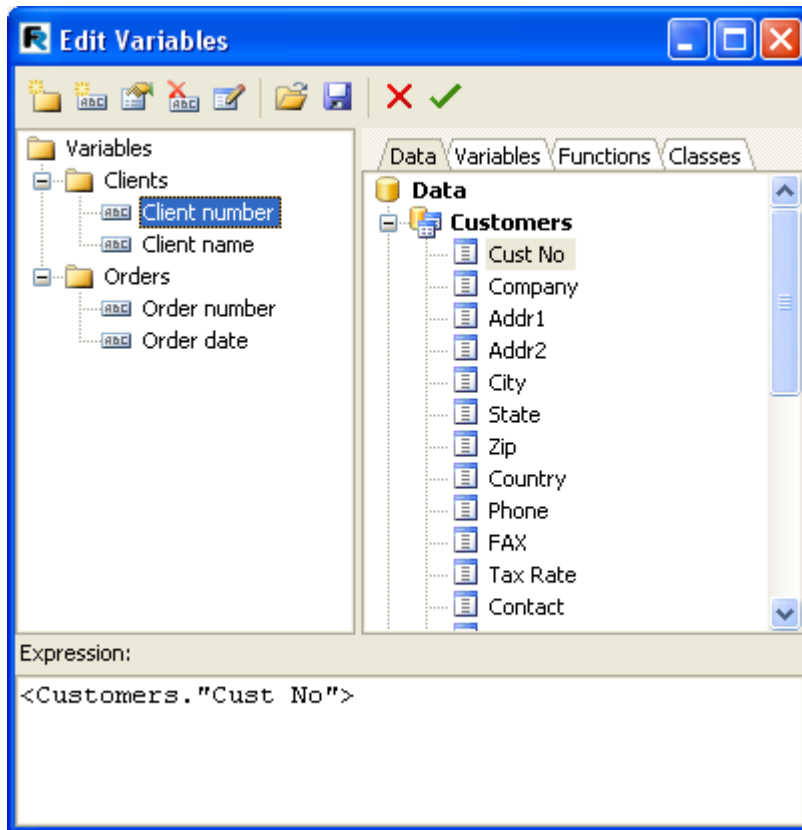 Edit Variables
Variables
Clients
Client number
Client name
Orders
Order number
Order date
Data Variables Functions Classes
Data
Customers
Cust No
Company
Addr1
Addr2
City
State
Zip
Country
Phone
FAX
Tax Rate
Contact
Expression:
<Customers."Cust No">